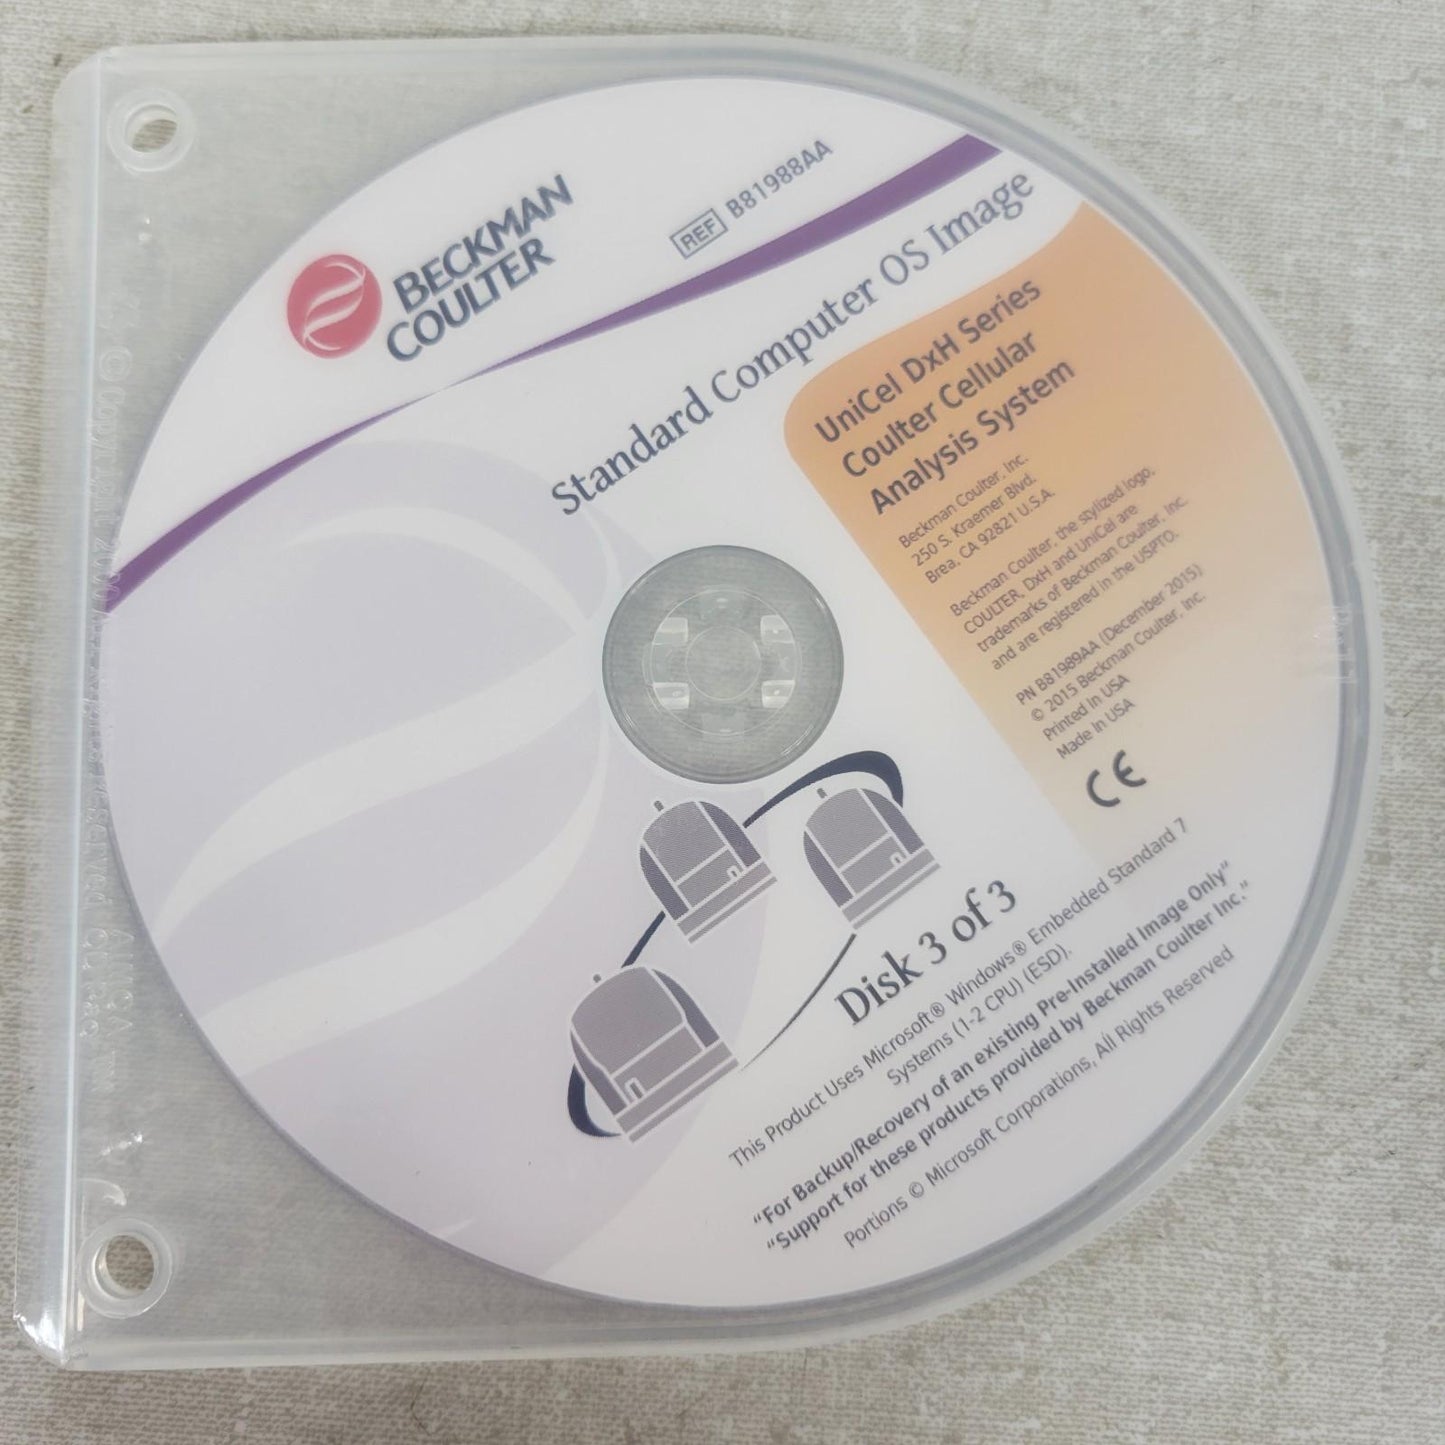 BECKMAN
COULTER
REF B81988AA
Standard Computer OS Image
UniCel DxH Series
Coulter Cellular
Analysis System
Beckman Coulter, Inc.
250 S. Kraemer Blvd.
Brea, CA 92821 U.S.A.
Beckman Coulter, the stylized logo,
COULTER, DxH and UniCel are
trademarks of Beckman Coulter, Inc.
and are registered in the USPTO.
PN B81989AA (December 2015)
© 2015 Beckman Coulter, Inc.
Printed in USA
Made in USA
CE
Disk 3 of 3
This Product Uses Microsoft® Windows® Embedded Standard 7
Systems (1-2 CPU) (ESD).
"For Backup/Recovery of an existing Pre-Installed Image Only"
"Support for these products provided by Beckman Coulter Inc."
Portions © Microsoft Corporations, All Rights Reserved